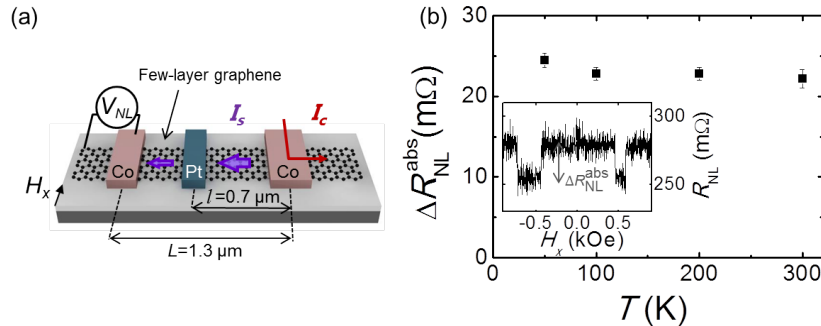 (a)
Few-layer graphene
V_NL
I_s
I_c
Co
Pt
Co
H_x
l=0.7 μm
L=1.3 μm
(b)
ΔR_NL^abs (mΩ)
30
20
10
0
0
100
200
300
T (K)
300
250
R_NL (mΩ)
ΔR_NL^abs
-0.5
0.0
0.5
H_x (kOe)